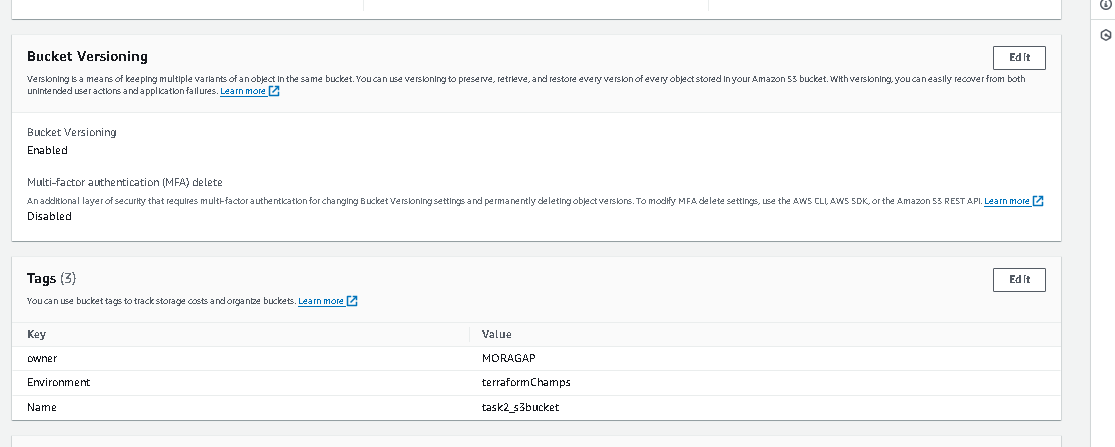 Bucket Versioning
Edit
Versioning is a means of keeping multiple variants of an object in the same bucket. You can use versioning to preserve, retrieve, and restore every version of every object stored in your Amazon S3 bucket. With versioning, you can easily recover from both
unintended user actions and application failures. Learn more
Bucket Versioning
Enabled
Multi-factor authentication (MFA) delete
An additional layer of security that requires multi-factor authentication for changing Bucket Versioning settings and permanently deleting object versions. To modify MFA delete settings, use the AWS CLI, AWS SDK, or the Amazon S3 REST API. Learn more
Disabled
Tags (3)
Edit
You can use bucket tags to track storage costs and organize buckets. Learn more
Key Value
owner MORAGAP
Environment terraformChamps
Name task2_s3bucket